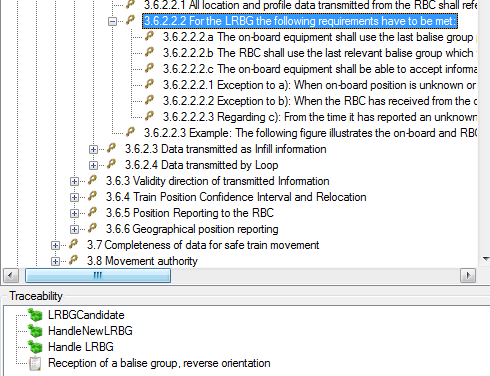 3.6.2.2.1 All location and profile data transmitted from the RBC shall refe
3.6.2.2.2 For the LRBG the following requirements have to be met:
3.6.2.2.2.a The on-board equipment shall use the last balise group
3.6.2.2.2.b The RBC shall use the last relevant balise group which
3.6.2.2.2.c The on-board equipment shall be able to accept informa
3.6.2.2.2.1 Exception to a): When on-board position is unknown or
3.6.2.2.2.2 Exception to b): When the RBC has received from the o
3.6.2.2.2.3 Regarding c): From the time it has reported an unknown
3.6.2.2.3 Example: The following figure illustrates the on-board and RBC
3.6.2.3 Data transmitted as Infill information
3.6.2.4 Data transmitted by Loop
3.6.3 Validity direction of transmitted Information
3.6.4 Train Position Confidence Interval and Relocation
3.6.5 Position Reporting to the RBC
3.6.6 Geographical position reporting
3.7 Completeness of data for safe train movement
3.8 Movement authority
Traceability
LRBGCandidate
HandleNewLRBG
Handle LRBG
Reception of a balise group, reverse orientation